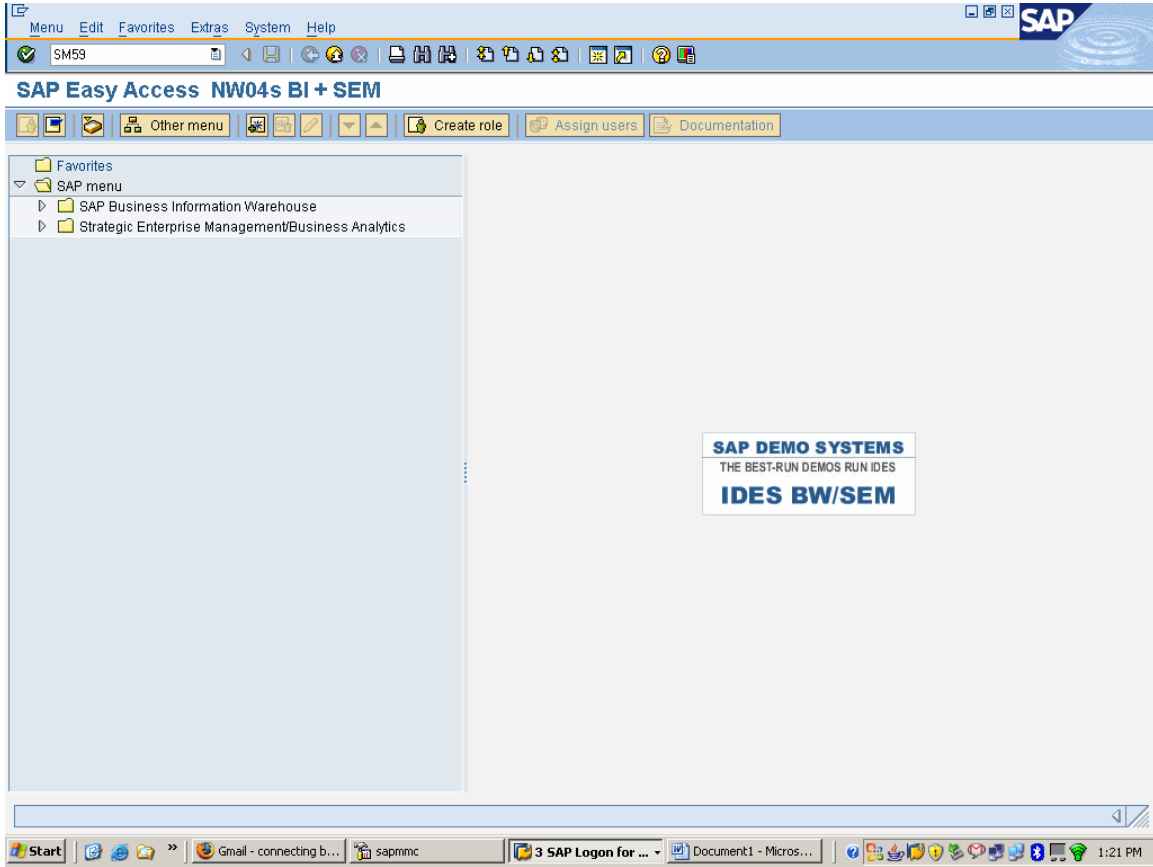 Menu Edit Favorites Extras System Help
SAP
SM59
SAP Easy Access NW04s BI + SEM
Other menu Create role Assign users Documentation
Favorites
SAP menu
SAP Business Information Warehouse
Strategic Enterprise Management/Business Analytics
SAP DEMO SYSTEMS
THE BEST-RUN DEMOS RUN IDES
IDES BW/SEM
Start » Gmail - connecting b... sapmmc 3 SAP Logon for ... Document1 - Micros... 1:21 PM